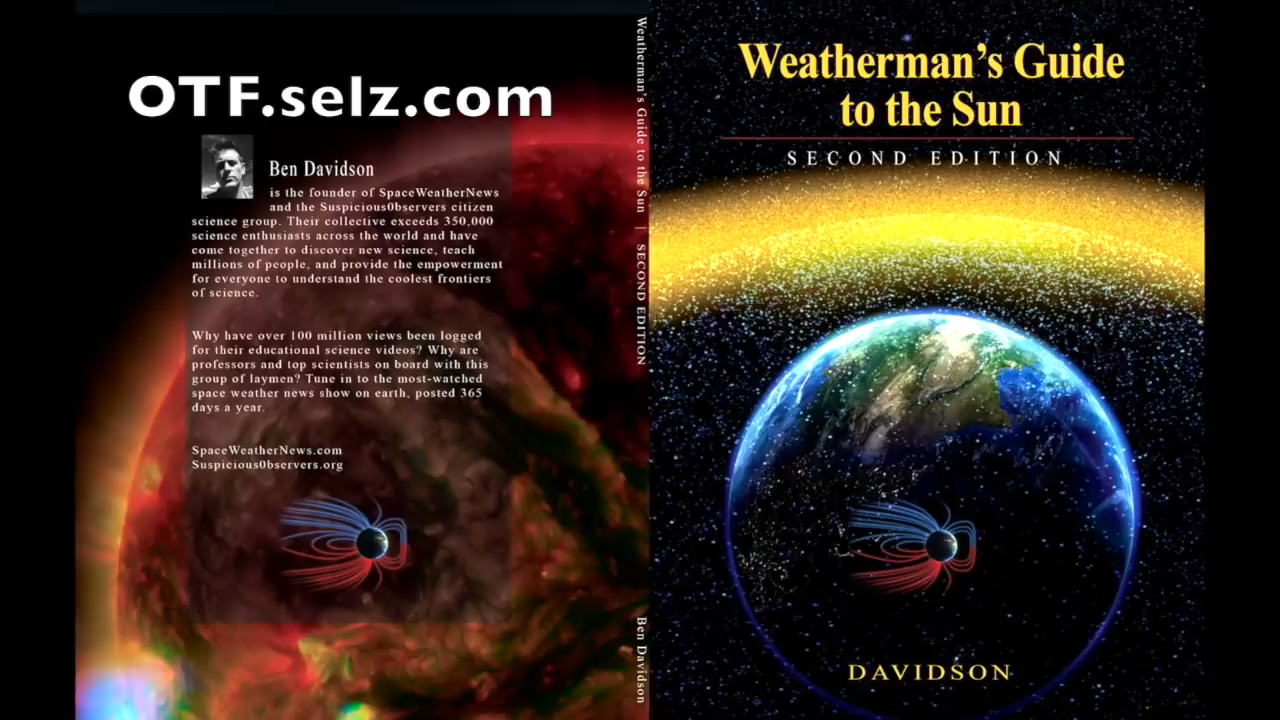 OTF.selz.com
Ben Davidson
is the founder of SpaceWeatherNews
and the Suspicious0bservers citizen
science group. Their collective exceeds 350,000
science enthusiasts across the world and have
come together to discover new science, teach
millions of people, and provide the empowerment
for everyone to understand the coolest frontiers
of science.
Why have over 100 million views been logged
for their educational science videos? Why are
professors and top scientists on board with this
group of laymen? Tune in to the most-watched
space weather news show on earth, posted 365
days a year.
SpaceWeatherNews.com
Suspicious0bservers.org
Weatherman's Guide to the Sun | SECOND EDITION
Ben Davidson
Weatherman's Guide
to the Sun
SECOND EDITION
DAVIDSON